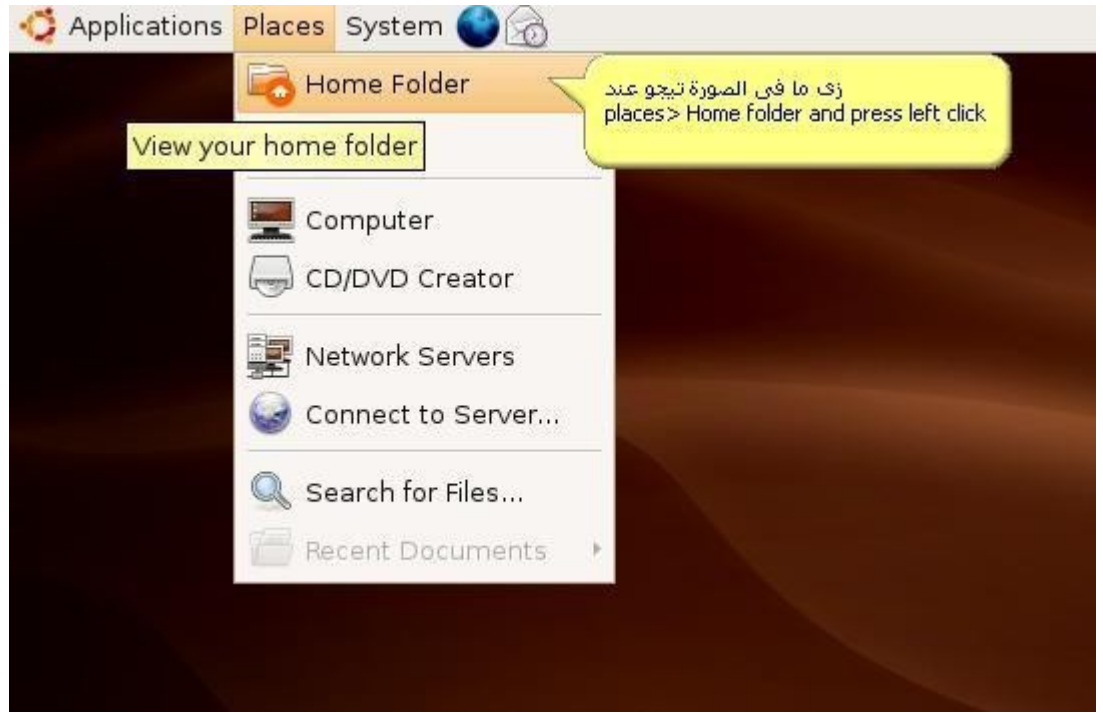 Applications Places System
Home Folder
زى ما فى الصورة تيجو عند
places> Home folder and press left click
View your home folder
Computer
CD/DVD Creator
Network Servers
Connect to Server...
Search for Files...
Recent Documents